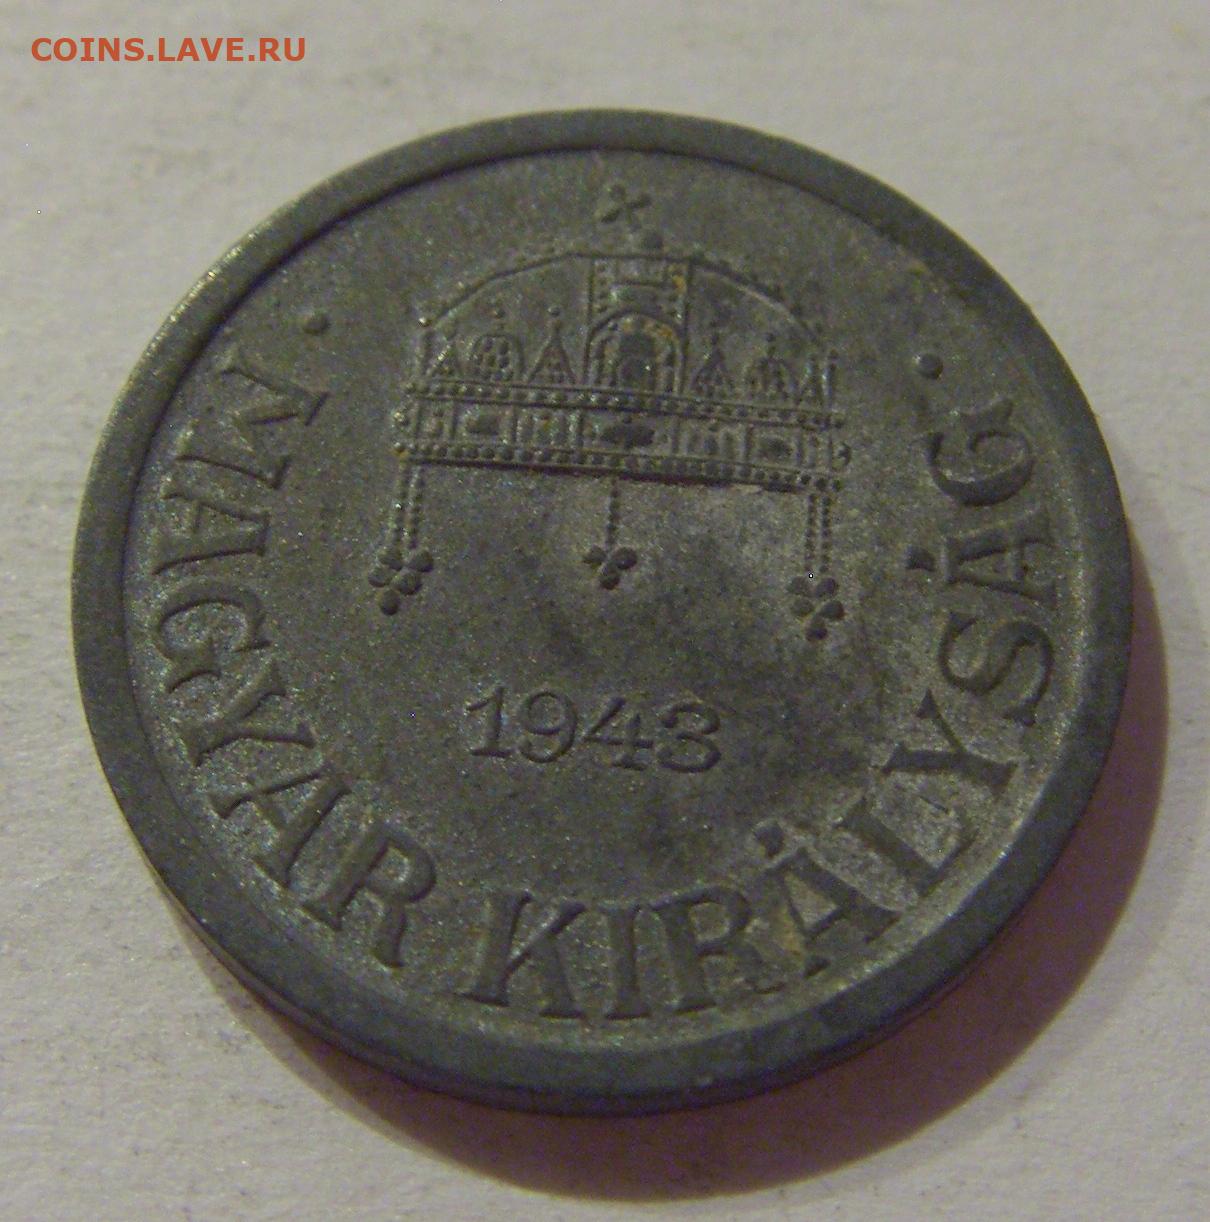 COINS.LAVE.RU
1943
· MAGYAR KIRÁLYSÁG ·